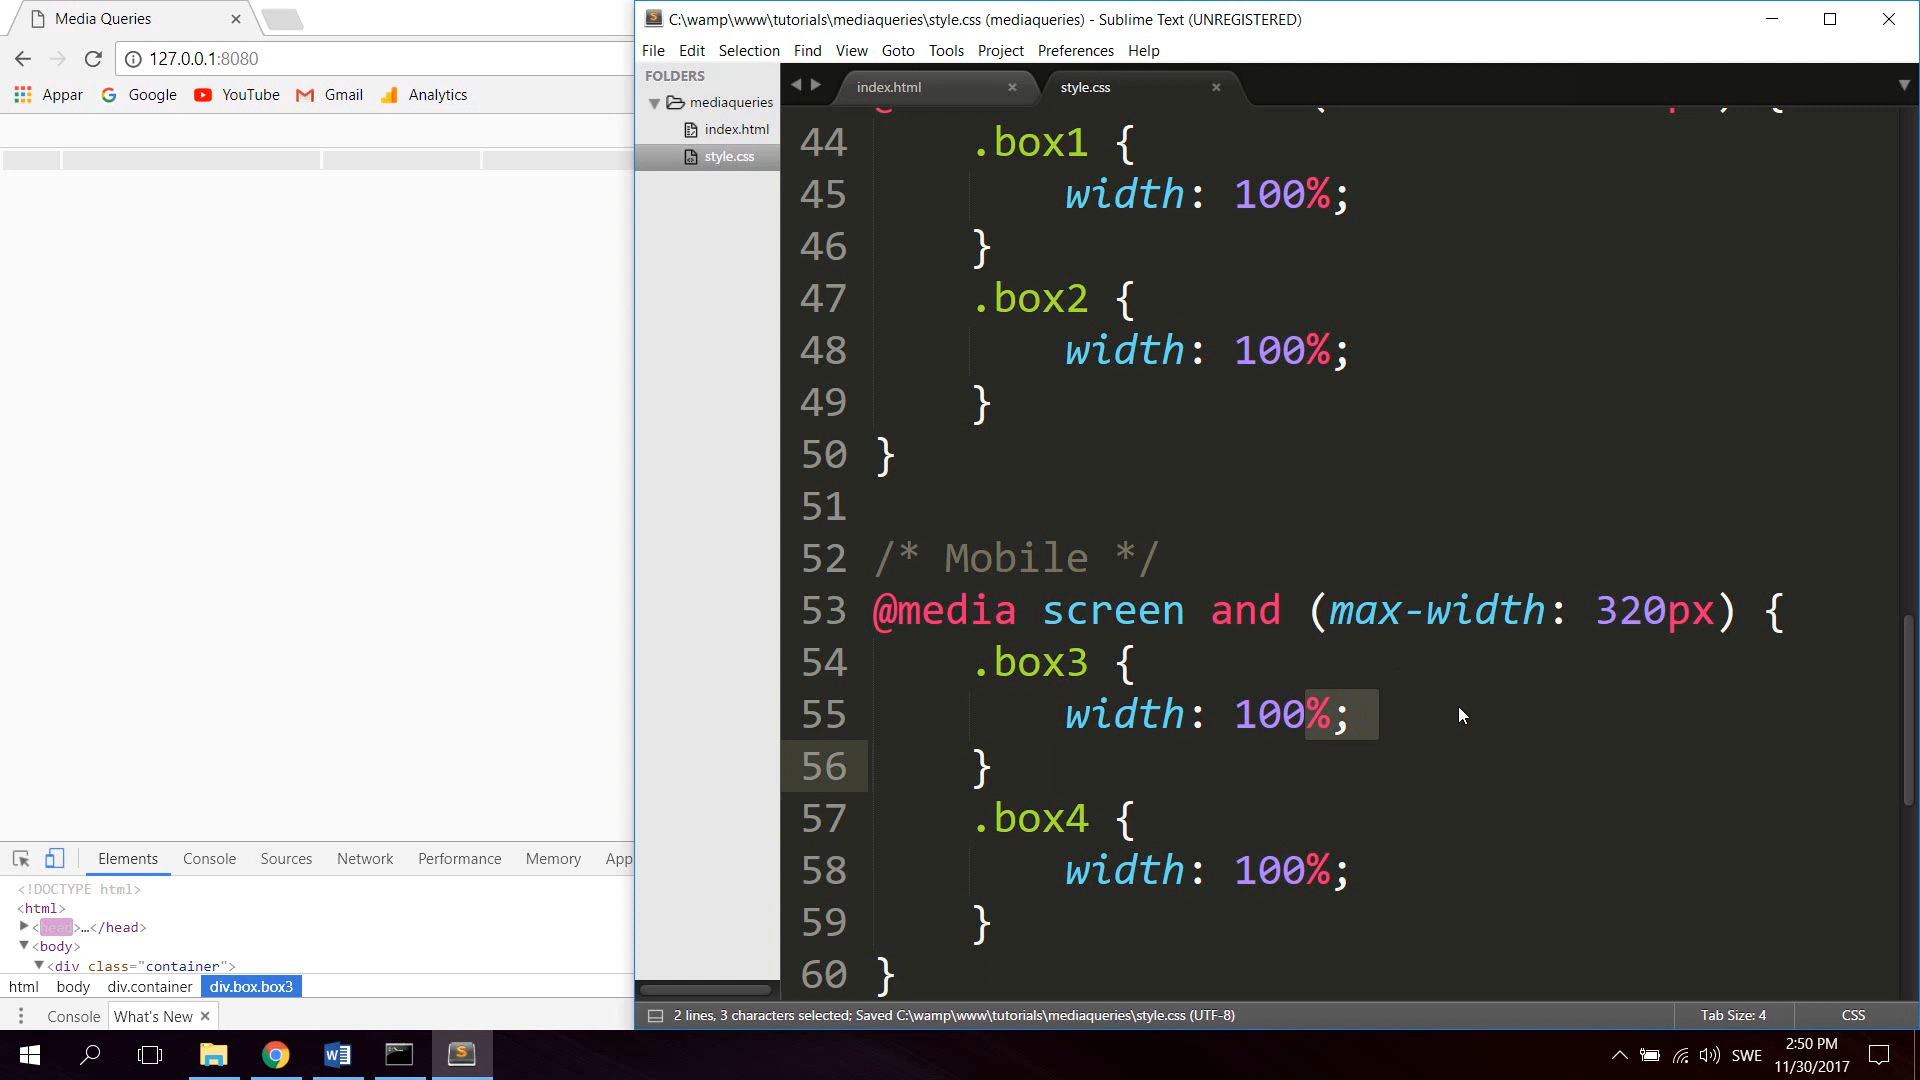 Media Queries
127.0.0.1:8080
Appar Google YouTube Gmail Analytics
Elements Console Sources Network Performance Memory App
<!DOCTYPE html>
<html>
<head>…</head>
<body>
<div class="container">
html body div.container div.box.box3
Console What's New
C:\wamp\www\tutorials\mediaqueries\style.css (mediaqueries) - Sublime Text (UNREGISTERED)
File Edit Selection Find View Goto Tools Project Preferences Help
FOLDERS
mediaqueries
index.html
style.css
index.html style.css
44 .box1 {
45 width: 100%;
46 }
47 .box2 {
48 width: 100%;
49 }
50 }
51
52 /* Mobile */
53 @media screen and (max-width: 320px) {
54 .box3 {
55 width: 100%;
56 }
57 .box4 {
58 width: 100%;
59 }
60 }
2 lines, 3 characters selected; Saved C:\wamp\www\tutorials\mediaqueries\style.css (UTF-8)
Tab Size: 4 CSS
SWE
2:50 PM
11/30/2017